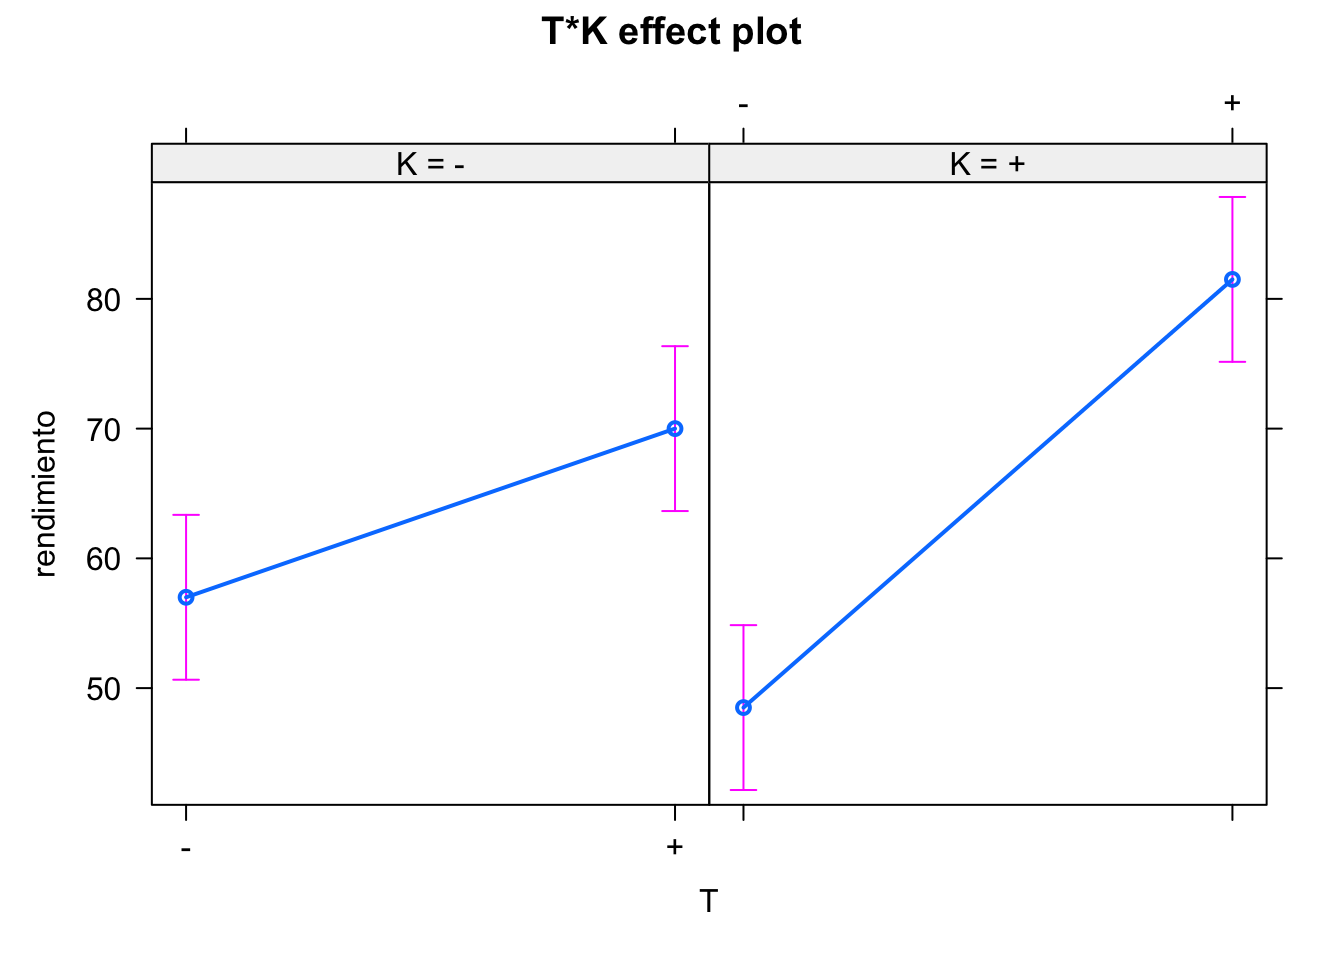 T*K effect plot
- +
K = - K = +
80
70
60
50
rendimiento
- +
T